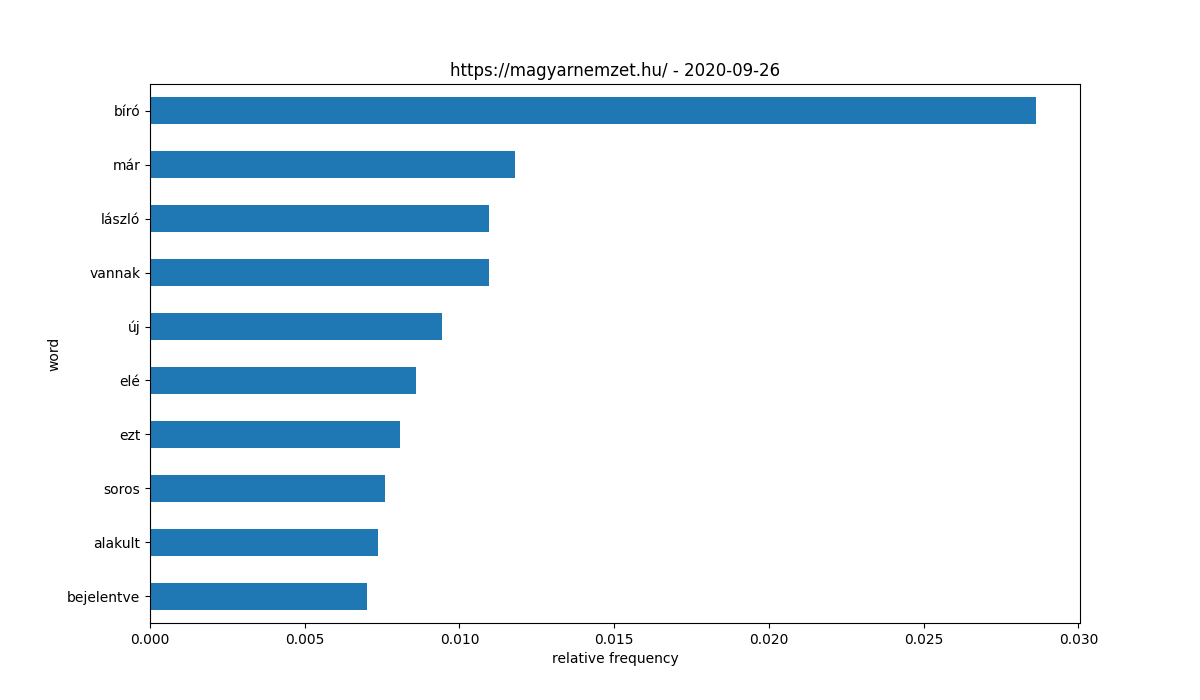 https://magyarnemzet.hu/ - 2020-09-26
bíró
már
lászló
vannak
új
elé
ezt
soros
alakult
bejelentve
word
0.000 0.005 0.010 0.015 0.020 0.025 0.030
relative frequency